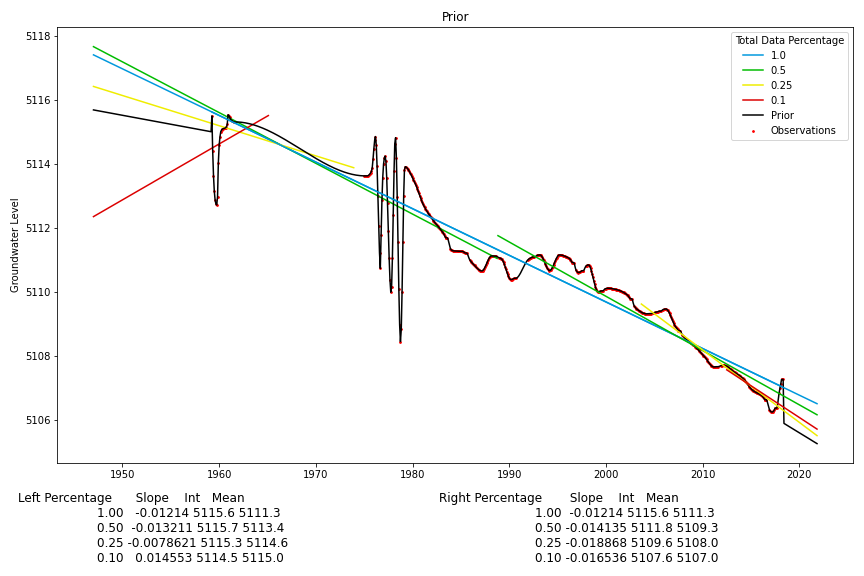 Prior
5118
5116
5114
5112
5110
5108
5106
Groundwater Level
Total Data Percentage
1.0
0.5
0.25
0.1
Prior
Observations
1950 1960 1970 1980 1990 2000 2010 2020
Left Percentage Slope Int Mean
1.00 -0.01214 5115.6 5111.3
0.50 -0.013211 5115.7 5113.4
0.25 -0.0078621 5115.3 5114.6
0.10 0.014553 5114.5 5115.0
Right Percentage Slope Int Mean
1.00 -0.01214 5115.6 5111.3
0.50 -0.014135 5111.8 5109.3
0.25 -0.018868 5109.6 5108.0
0.10 -0.016536 5107.6 5107.0